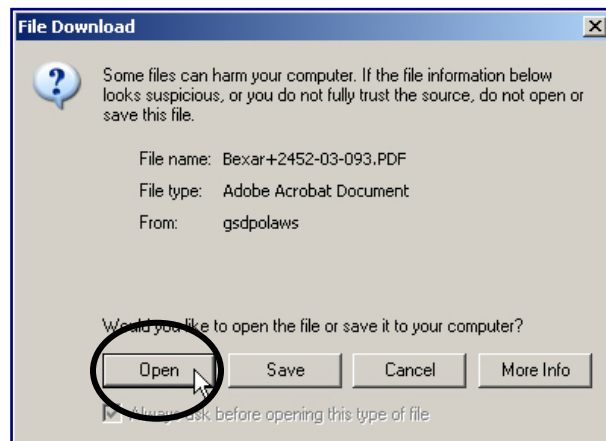 File Download
Some files can harm your computer. If the file information below
looks suspicious, or you do not fully trust the source, do not open or
save this file.
File name: Bexar+2452-03-093.PDF
File type: Adobe Acrobat Document
From: gsdpolaws
Would you like to open the file or save it to your computer?
Open Save Cancel More Info
Always ask before opening this type of file